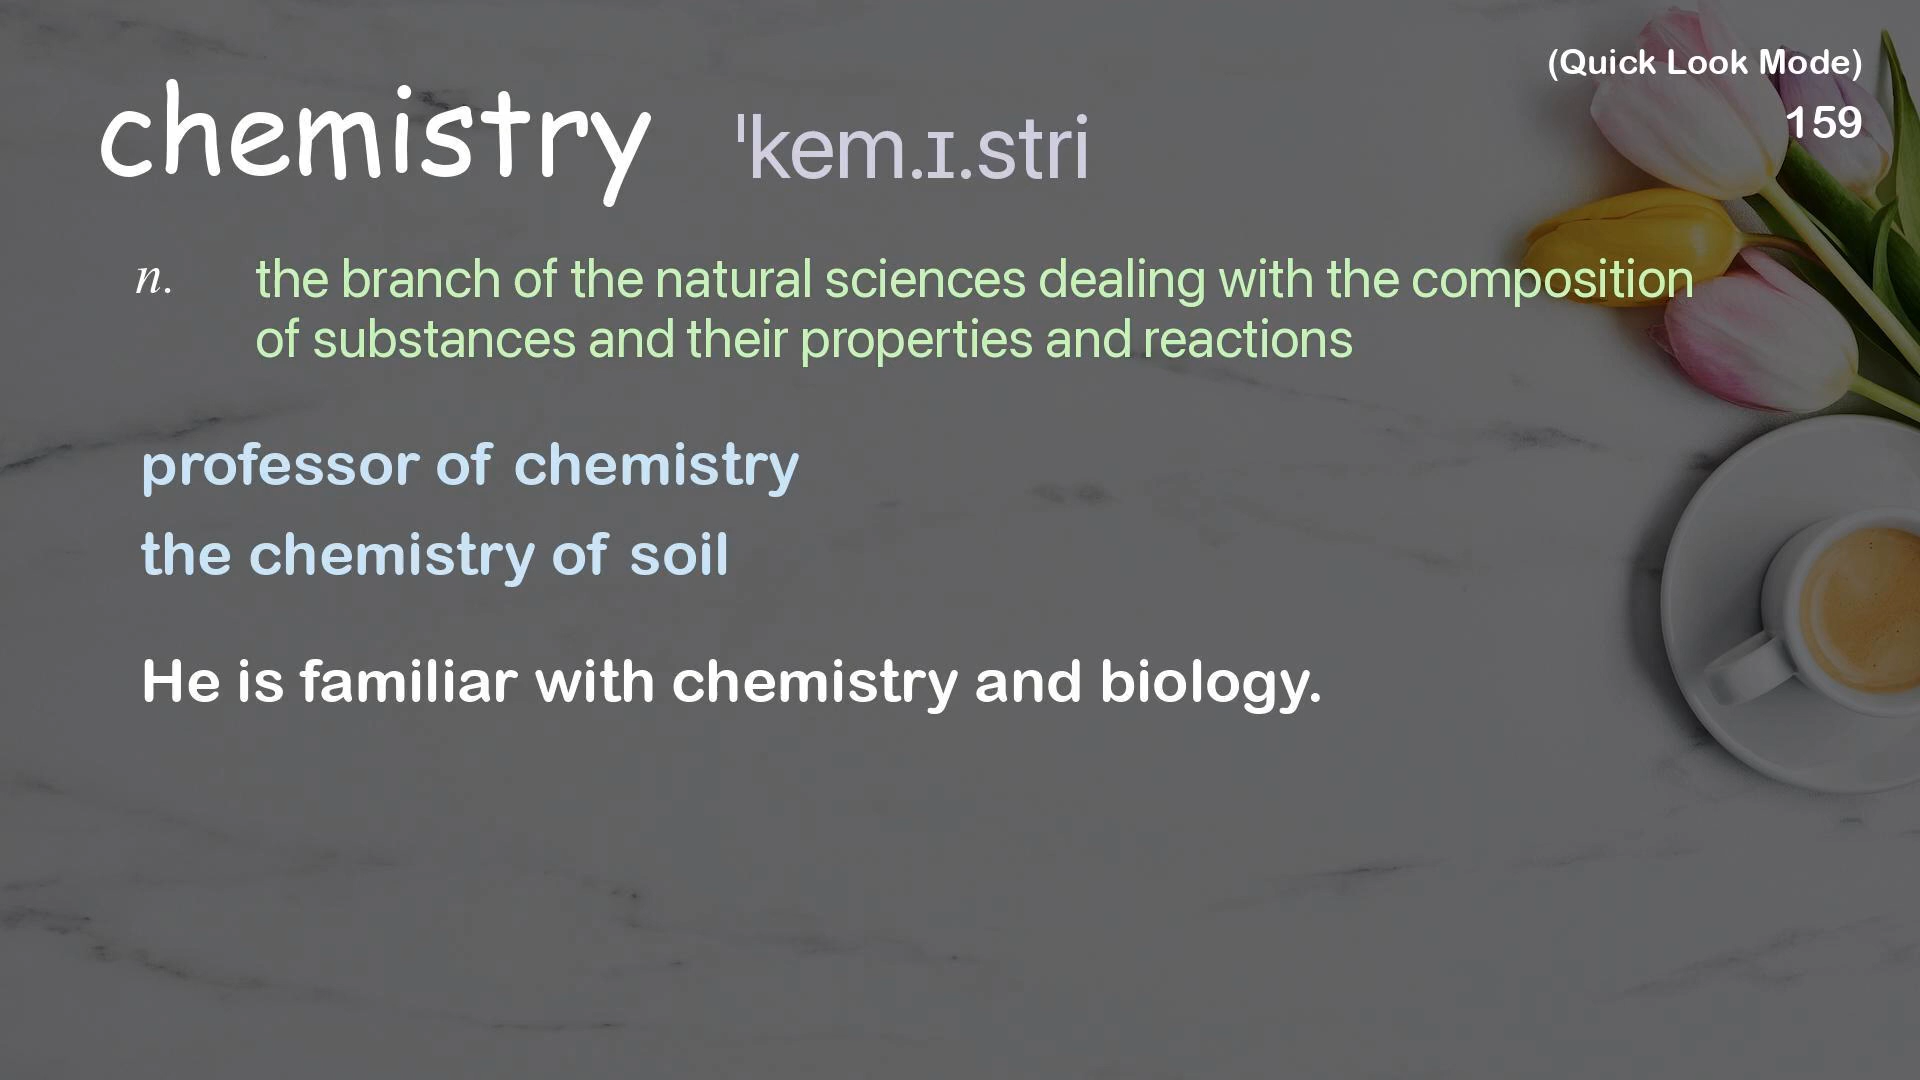 (Quick Look Mode)
159
chemistry ˈkem.ɪ.stri
n. the branch of the natural sciences dealing with the composition
of substances and their properties and reactions
professor of chemistry
the chemistry of soil
He is familiar with chemistry and biology.